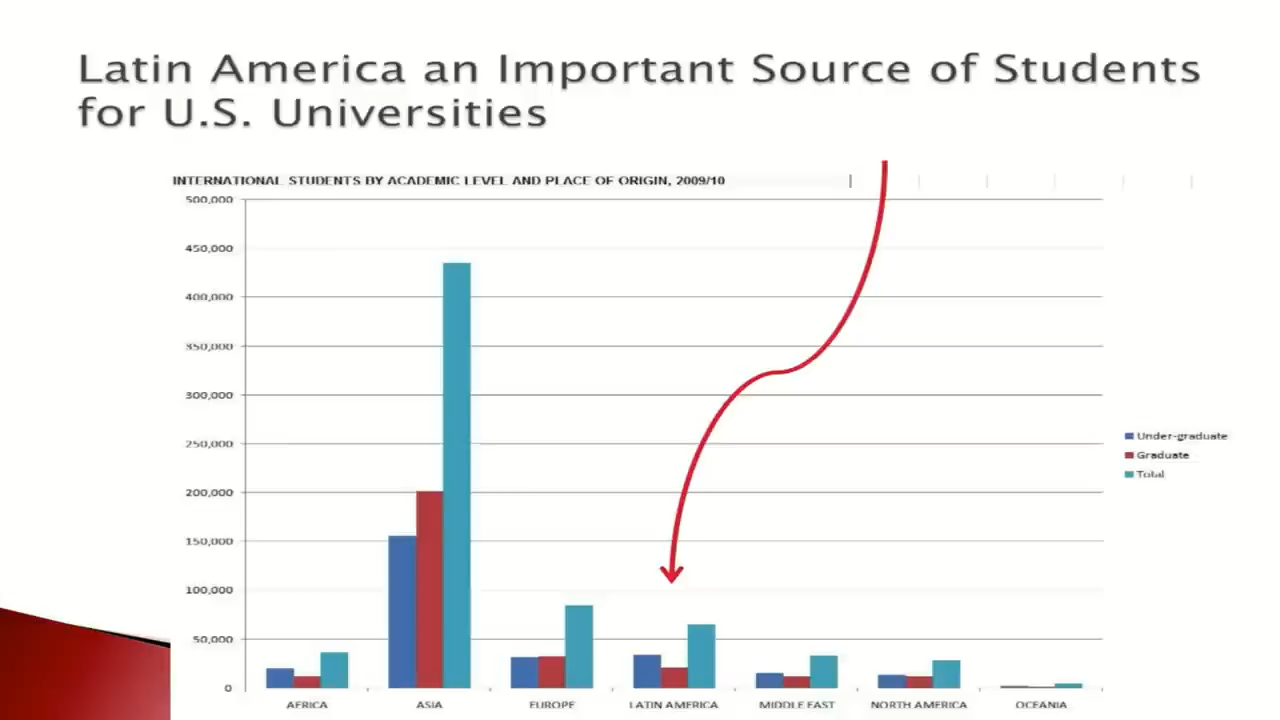 Latin America an Important Source of Students
for U.S. Universities
INTERNATIONAL STUDENTS BY ACADEMIC LEVEL AND PLACE OF ORIGIN, 2009/10
500,000
450,000
400,000
350,000
300,000
250,000
200,000
150,000
100,000
50,000
0
Under-graduate
Graduate
Total
AFRICA ASIA EUROPE LATIN AMERICA MIDDLE EAST NORTH AMERICA OCEANIA